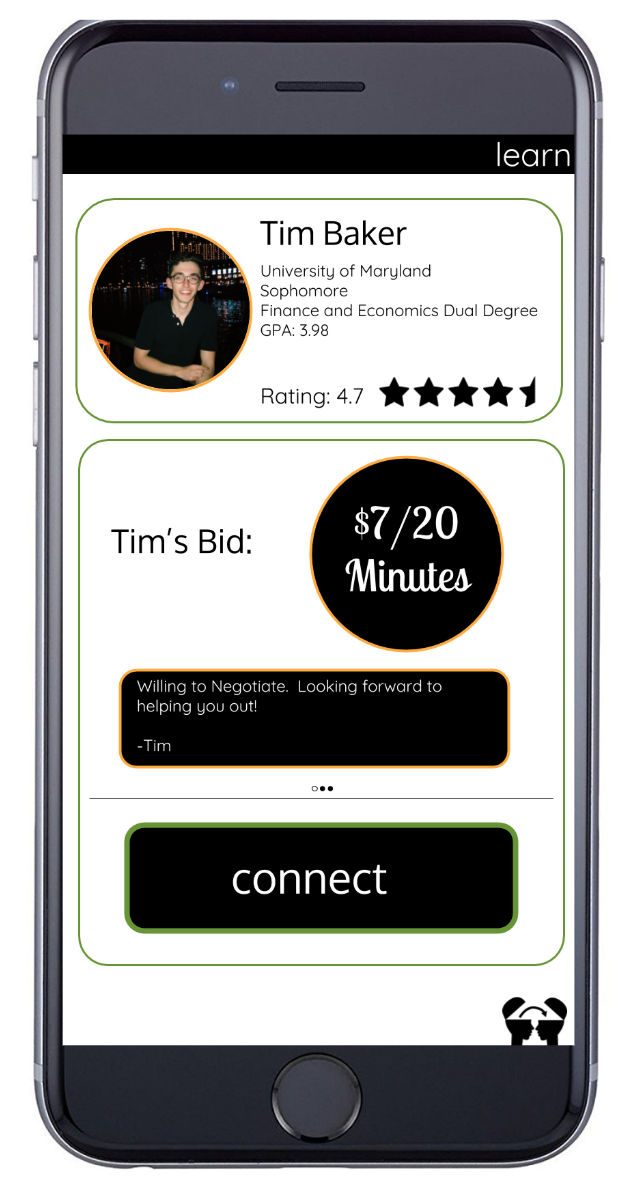 learn
Tim Baker
University of Maryland
Sophomore
Finance and Economics Dual Degree
GPA: 3.98
Rating: 4.7
Tim's Bid:
$7/20
Minutes
Willing to Negotiate.  Looking forward to
helping you out!
-Tim
connect